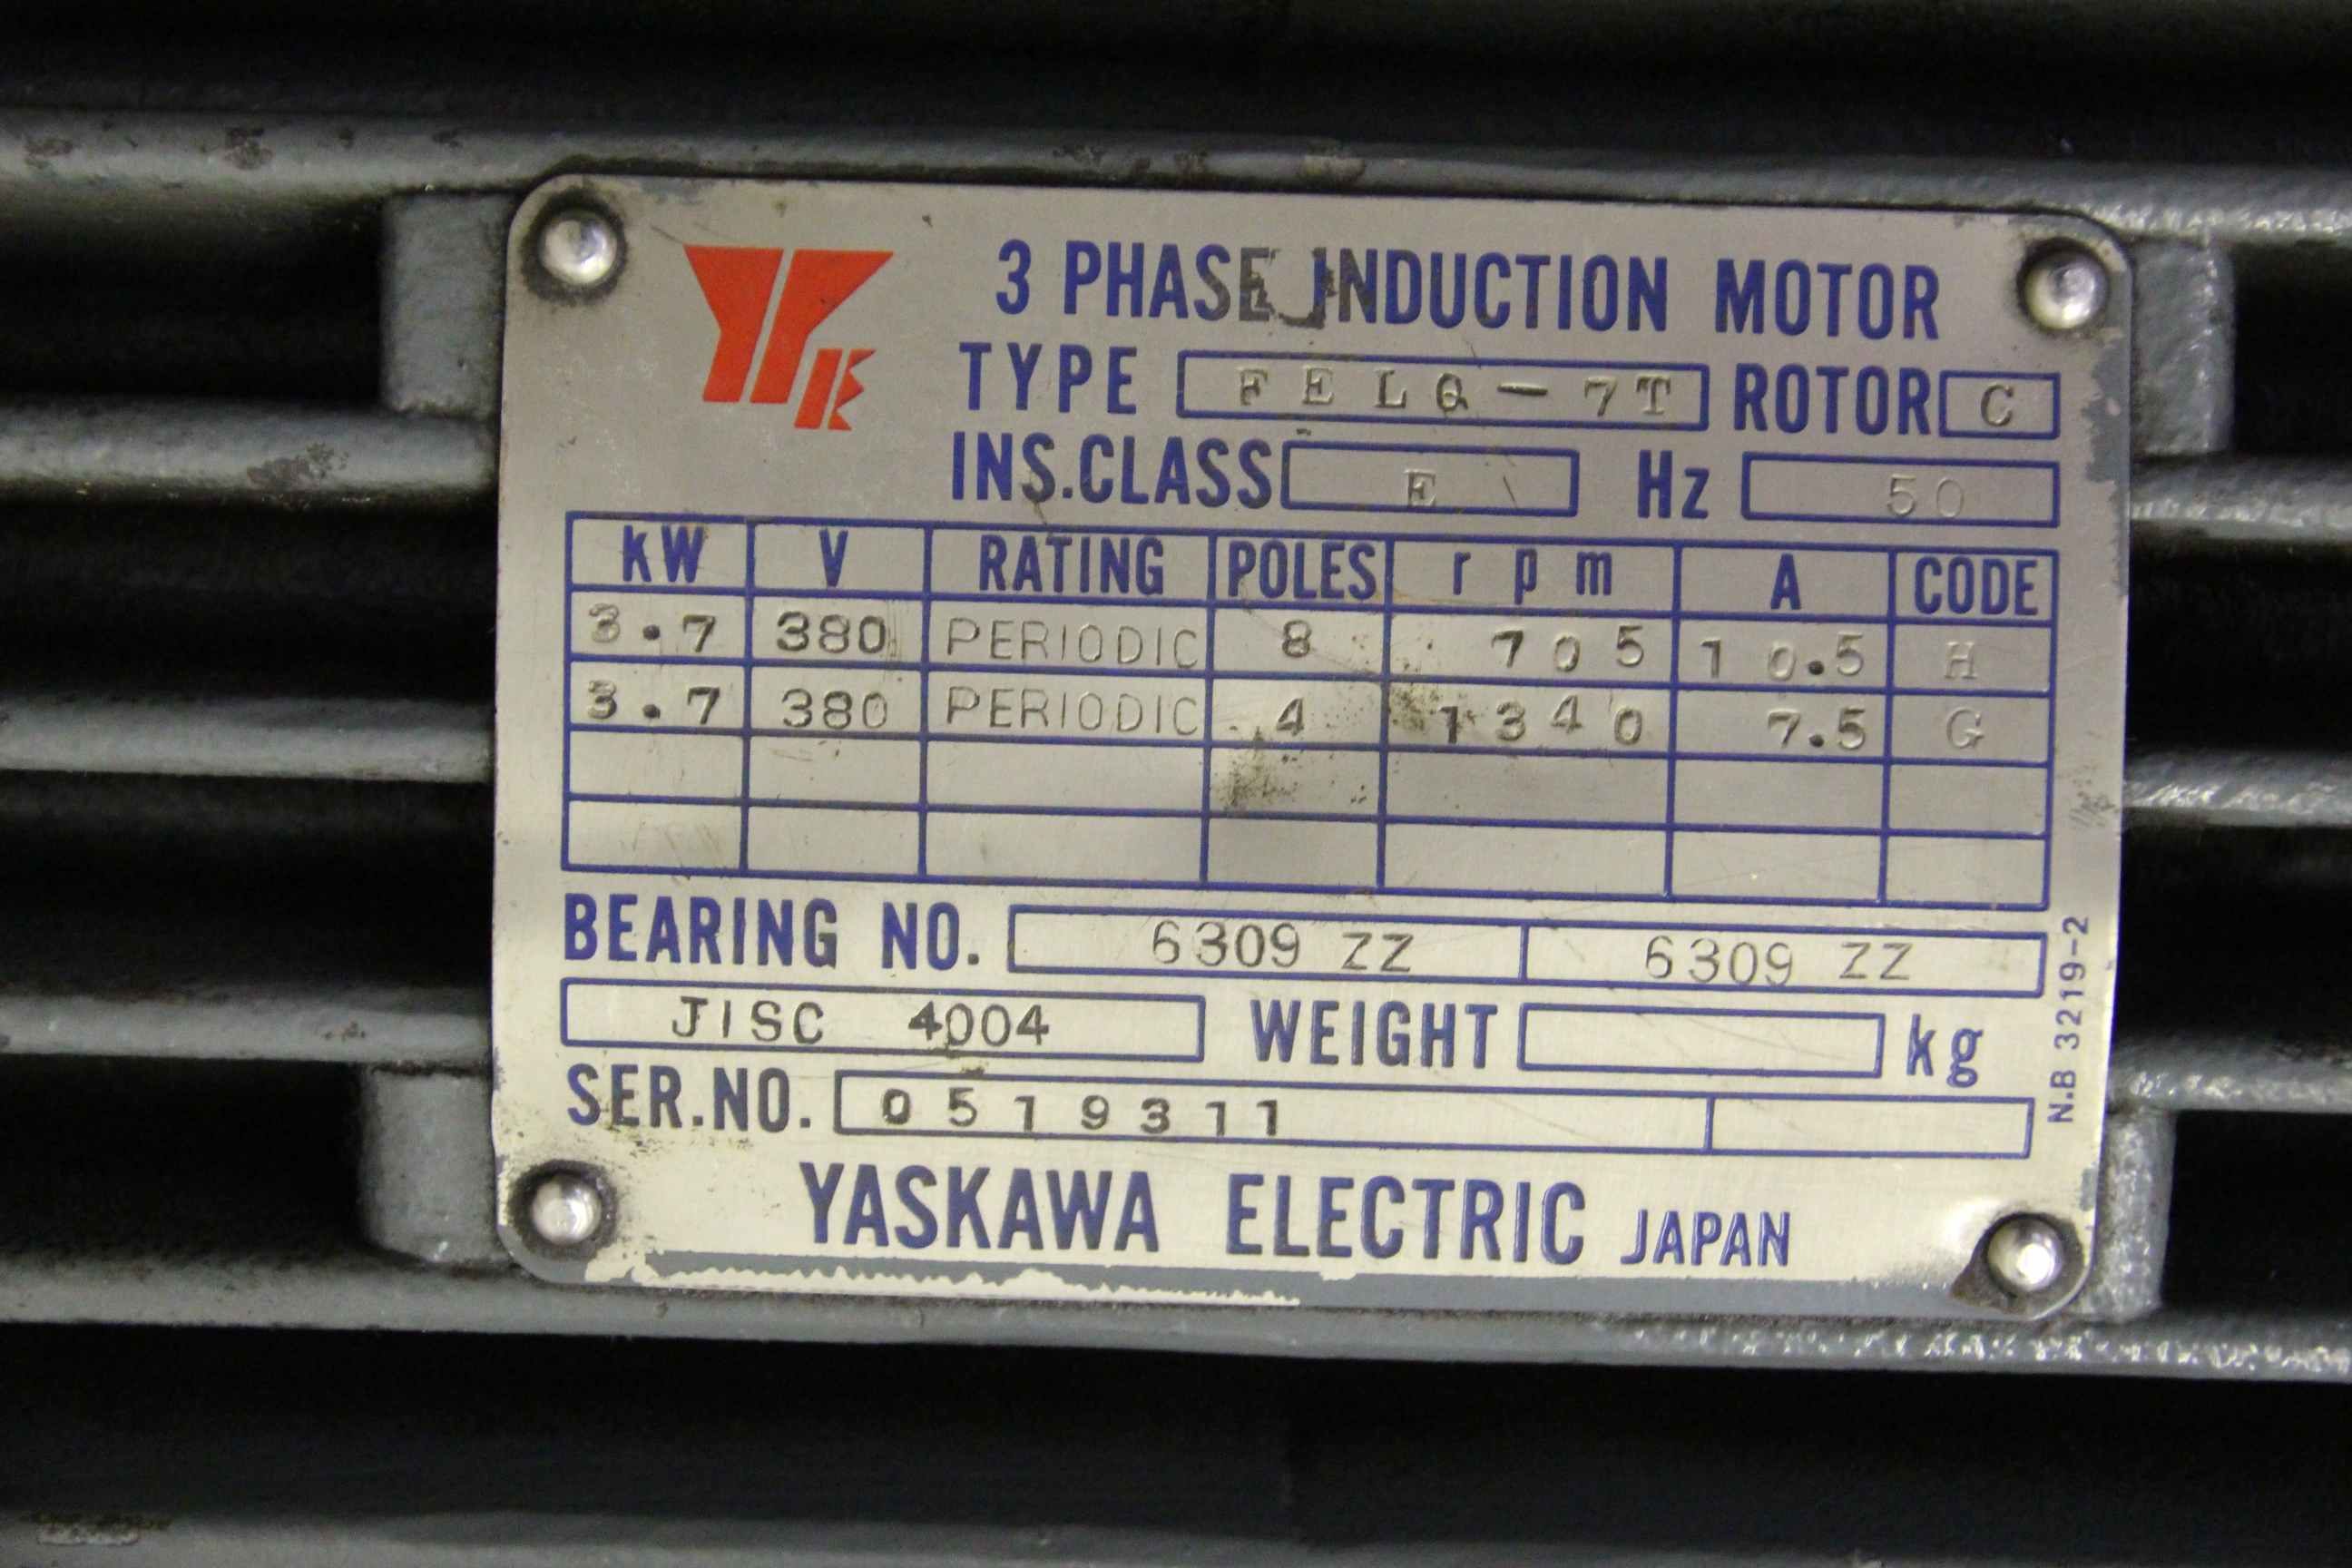 3 PHASE INDUCTION MOTOR
TYPE FELQ-7T ROTOR C
INS.CLASS E Hz 50
kW V RATING POLES rpm A CODE
3.7 380 PERIODIC 8 705 10.5 H
3.7 380 PERIODIC 4 1340 7.5 G
BEARING NO. 6309 ZZ 6309 ZZ
JISC 4004 WEIGHT kg
SER.NO. 0519311
YASKAWA ELECTRIC JAPAN
N.B 3219-2